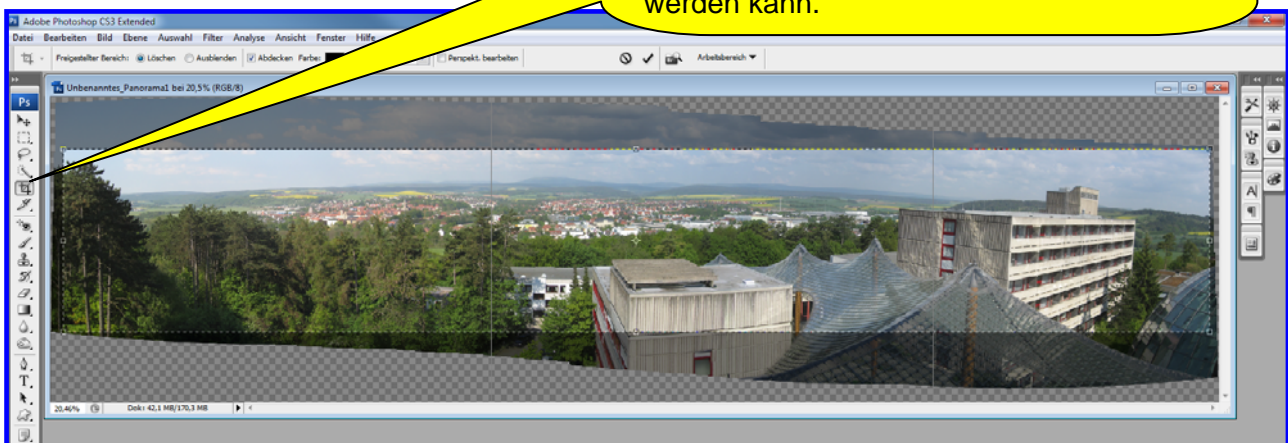 werden kann.
Adobe Photoshop CS3 Extended
Datei Bearbeiten Bild Ebene Auswahl Filter Analyse Ansicht Fenster Hilfe
Freigestellter Bereich: Löschen Ausblenden Abdecken Farbe: Perspekt. bearbeiten Arbeitsbereich
Unbenanntes_Panorama1 bei 20,5% (RGB/8)
Ps
T
A
20,46% Dok: 42,1 MB/170,3 MB